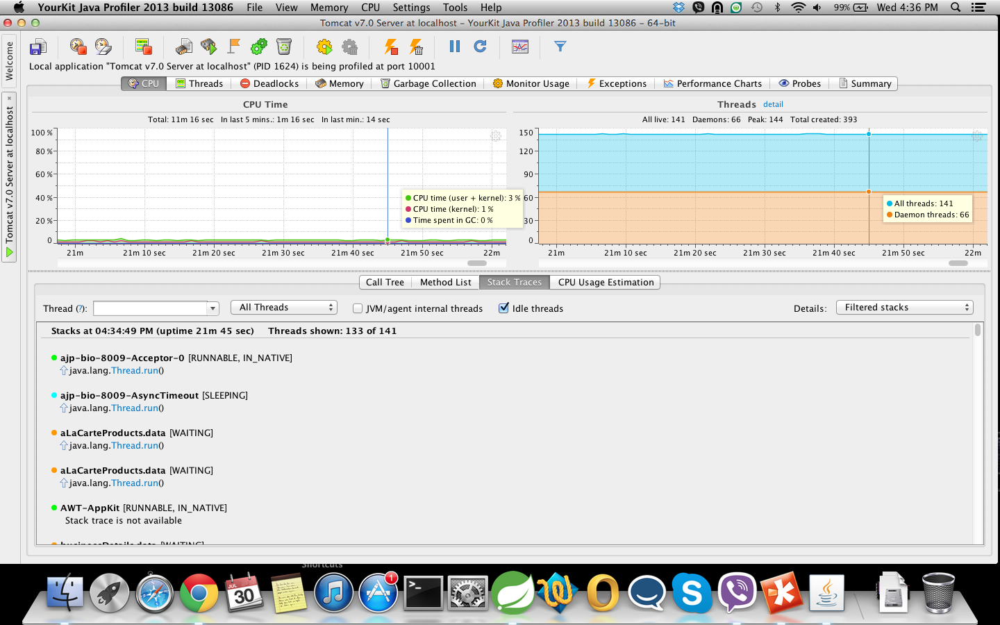 YourKit Java Profiler 2013 build 13086 File View Memory CPU Settings Tools Help 99% Wed 4:36 PM
Tomcat v7.0 Server at localhost - YourKit Java Profiler 2013 build 13086 - 64-bit
Welcome
Tomcat v7.0 Server at localhost
Local application "Tomcat v7.0 Server at localhost" (PID 1624) is being profiled at port 10001
CPU Threads Deadlocks Memory Garbage Collection Monitor Usage Exceptions Performance Charts Probes Summary
CPU Time
Total: 11m 16 sec In last 5 mins.: 1m 16 sec In last min.: 14 sec
100 %
80 %
60 %
40 %
20 %
0
CPU time (user + kernel): 3 %
CPU time (kernel): 1 %
Time spent in GC: 0 %
21m 21m 10 sec 21m 20 sec 21m 30 sec 21m 40 sec 21m 50 sec 22m
Threads detail
All live: 141 Daemons: 66 Peak: 144 Total created: 393
150
120
90
60
30
0
All threads: 141
Daemon threads: 66
21m 21m 10 sec 21m 20 sec 21m 30 sec 21m 40 sec 21m 50 sec 22m
Call Tree Method List Stack Traces CPU Usage Estimation
Thread (?): All Threads JVM/agent internal threads Idle threads Details: Filtered stacks
Stacks at 04:34:49 PM (uptime 21m 45 sec) Threads shown: 133 of 141
ajp-bio-8009-Acceptor-0 [RUNNABLE, IN_NATIVE]
java.lang.Thread.run()
ajp-bio-8009-AsyncTimeout [SLEEPING]
java.lang.Thread.run()
aLaCarteProducts.data [WAITING]
java.lang.Thread.run()
aLaCarteProducts.data [WAITING]
java.lang.Thread.run()
AWT-AppKit [RUNNABLE, IN_NATIVE]
Stack trace is not available
businessDetails.data [WAITING]
Shortcuts
JUL
30
1
>_